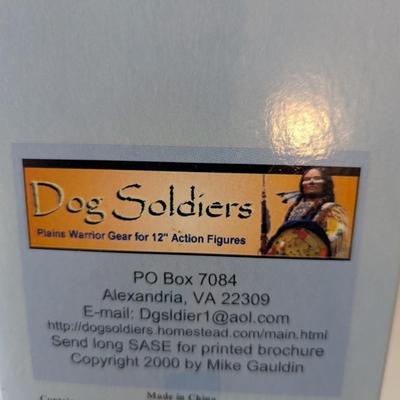 Dog Soldiers
Plains Warrior Gear for 12" Action Figures
PO Box 7084
Alexandria, VA 22309
E-mail: Dgsldier1@aol.com
http://dogsoldiers.homestead.com/main.html
Send long SASE for printed brochure
Copyright 2000 by Mike Gauldin
Made in China